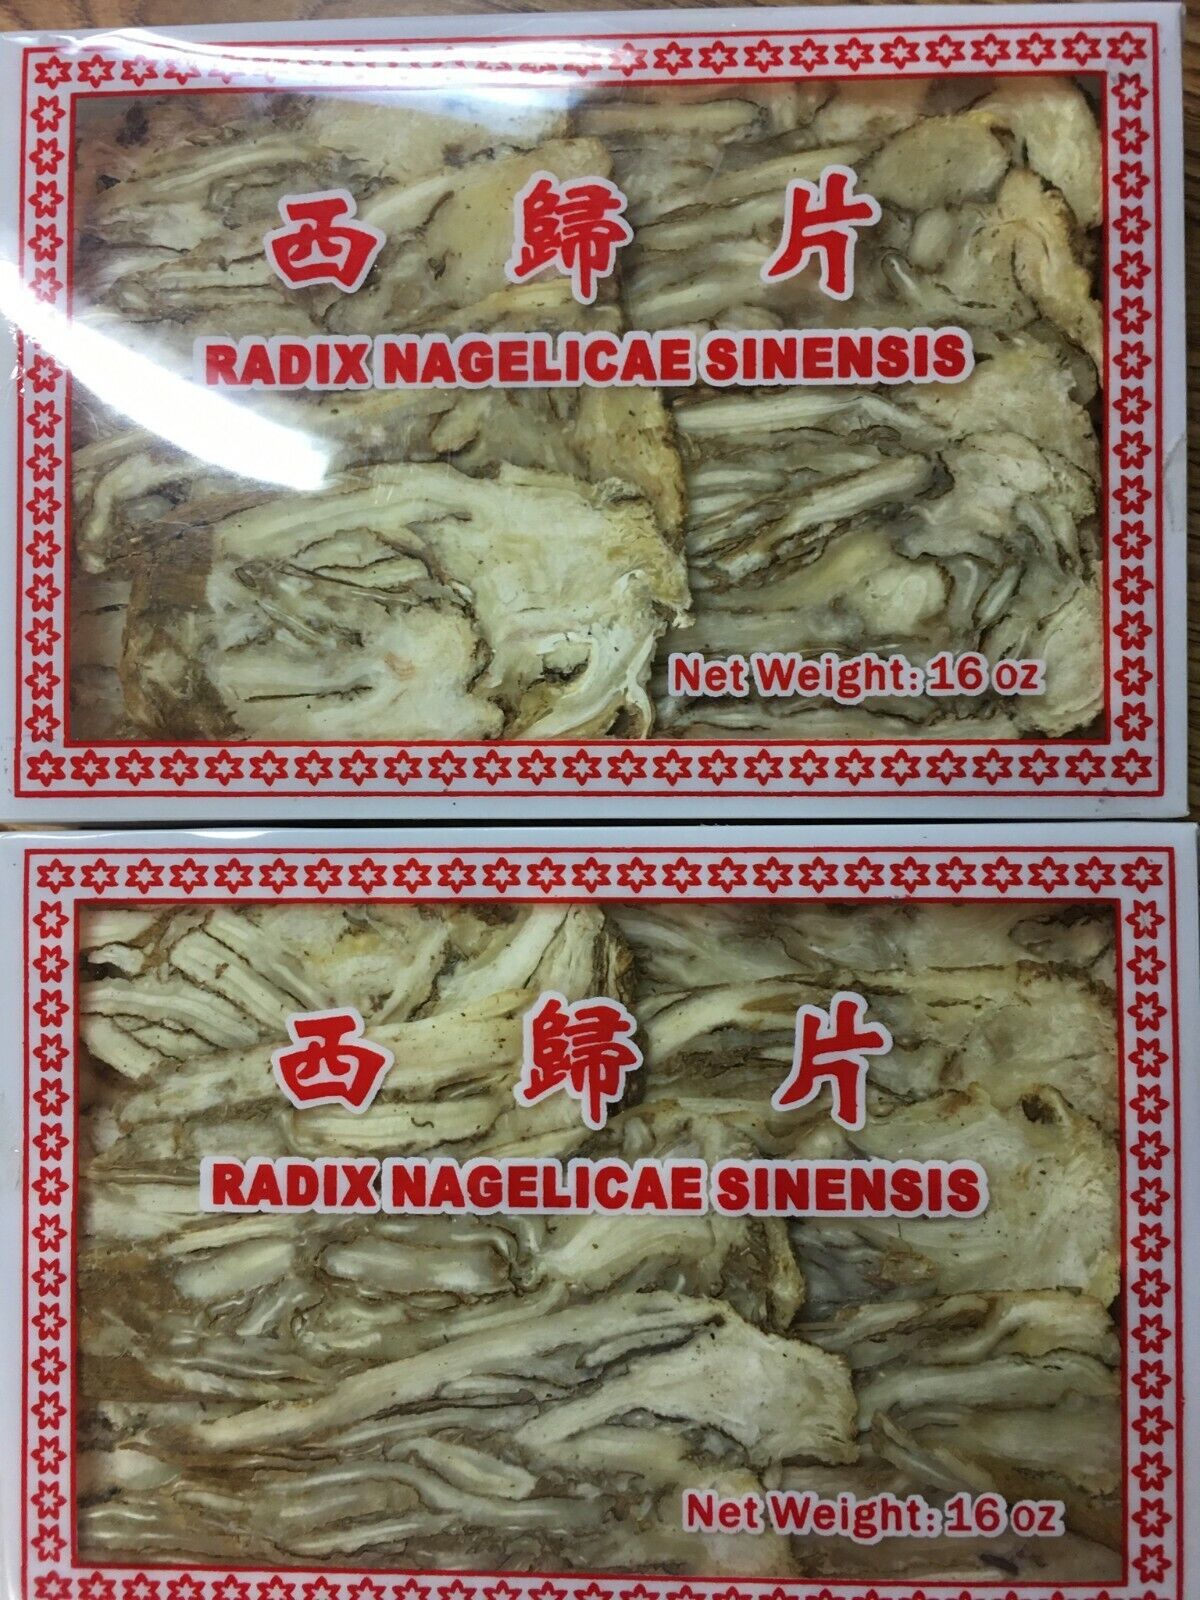 西歸片
RADIX NAGELICAE SINENSIS
Net Weight: 16 oz
西歸片
RADIX NAGELICAE SINENSIS
Net Weight: 16 oz